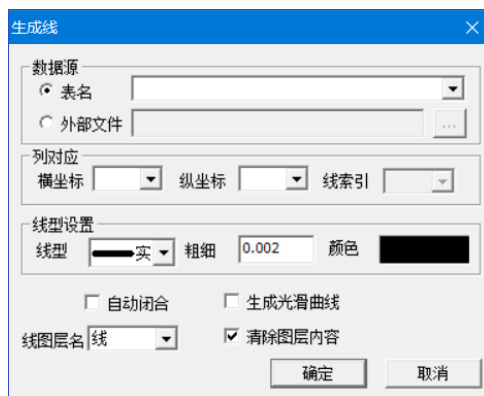 生成线
数据源
表名
外部文件 ...
列对应
横坐标 纵坐标 线索引
线型设置
线型 实 粗细 0.002 颜色
自动闭合 生成光滑曲线
线图层名 线 清除图层内容
确定 取消